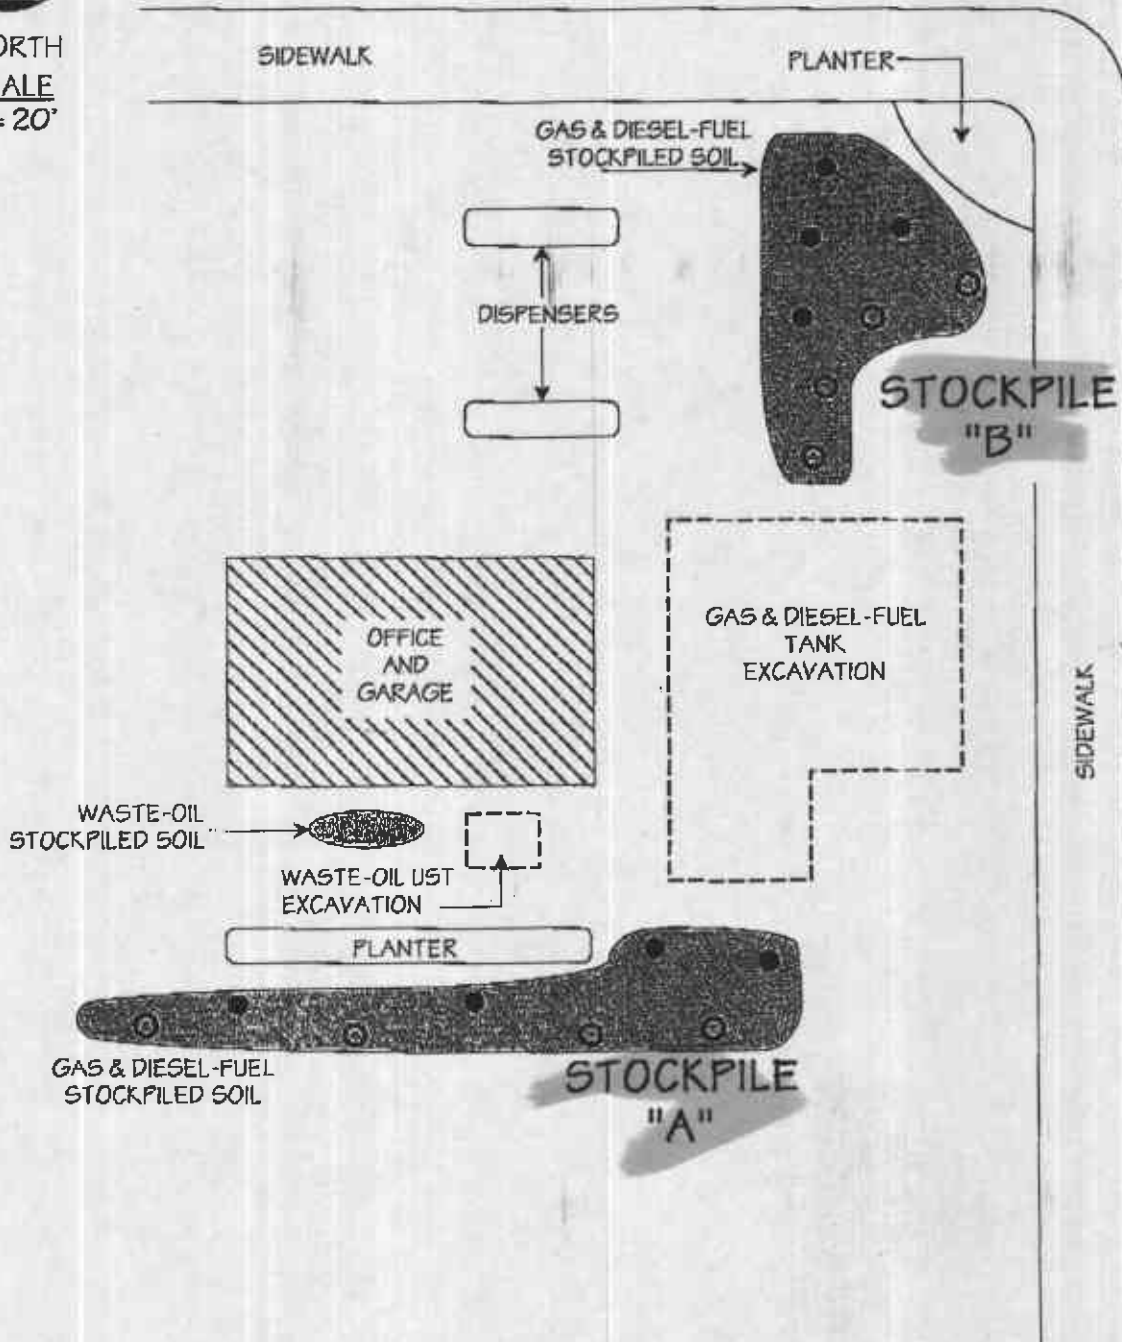 ORTH
ALE
= 20'
SIDEWALK
PLANTER
GAS & DIESEL-FUEL
STOCKPILED SOIL
DISPENSERS
STOCKPILE
"B"
OFFICE
AND
GARAGE
GAS & DIESEL-FUEL
TANK
EXCAVATION
SIDEWALK
WASTE-OIL
STOCKPILED SOIL
WASTE-OIL UST
EXCAVATION
PLANTER
GAS & DIESEL-FUEL
STOCKPILED SOIL
STOCKPILE
"A"